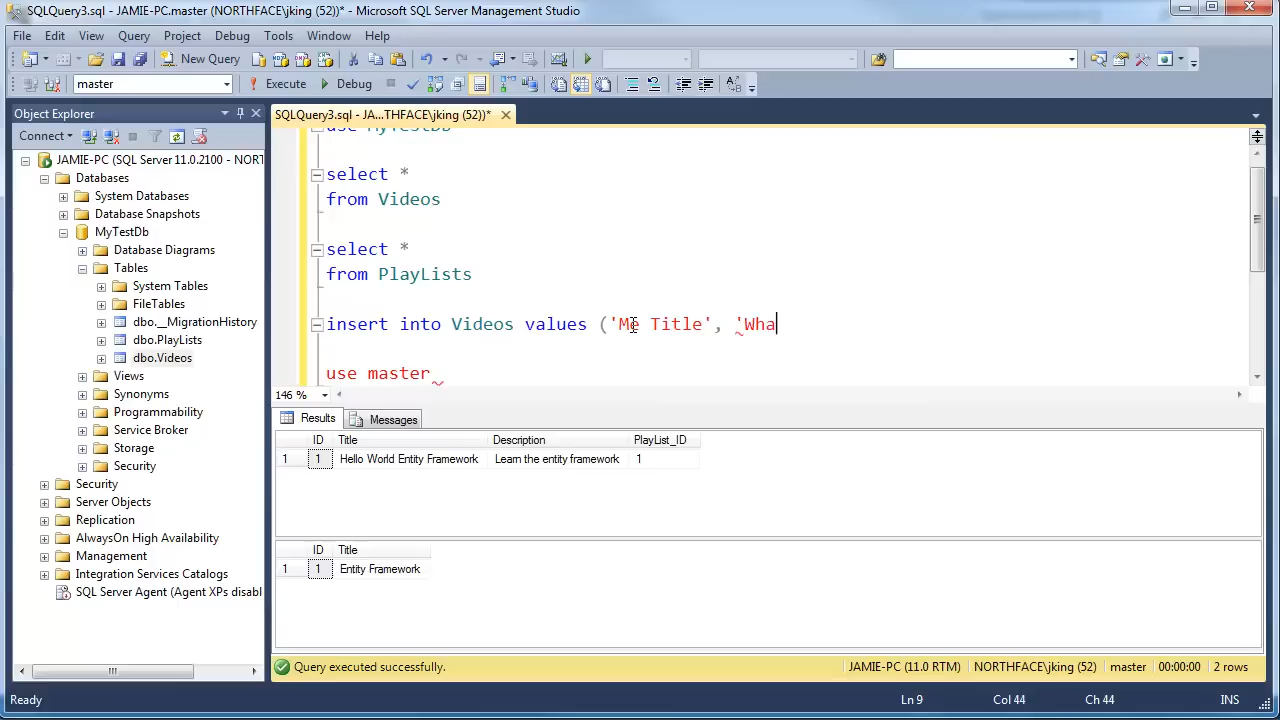 SQLQuery3.sql - JAMIE-PC.master (NORTHFACE\jking (52))* - Microsoft SQL Server Management Studio
File Edit View Query Project Debug Tools Window Help
New Query
master Execute Debug
Object Explorer
SQLQuery3.sql - JA...THFACE\jking (52))*
Connect
JAMIE-PC (SQL Server 11.0.2100 - NORT
Databases
System Databases
Database Snapshots
MyTestDb
Database Diagrams
Tables
System Tables
FileTables
dbo.__MigrationHistory
dbo.PlayLists
dbo.Videos
Views
Synonyms
Programmability
Service Broker
Storage
Security
Security
Server Objects
Replication
AlwaysOn High Availability
Management
Integration Services Catalogs
SQL Server Agent (Agent XPs disabl
use MyTestDb
select *
from Videos
select *
from PlayLists
insert into Videos values ('Me Title', 'Wha
use master
146 %
Results Messages
ID Title Description PlayList_ID
1 1 Hello World Entity Framework Learn the entity framework 1
ID Title
1 1 Entity Framework
Query executed successfully. JAMIE-PC (11.0 RTM) NORTHFACE\jking (52) master 00:00:00 2 rows
Ready Ln 9 Col 44 Ch 44 INS